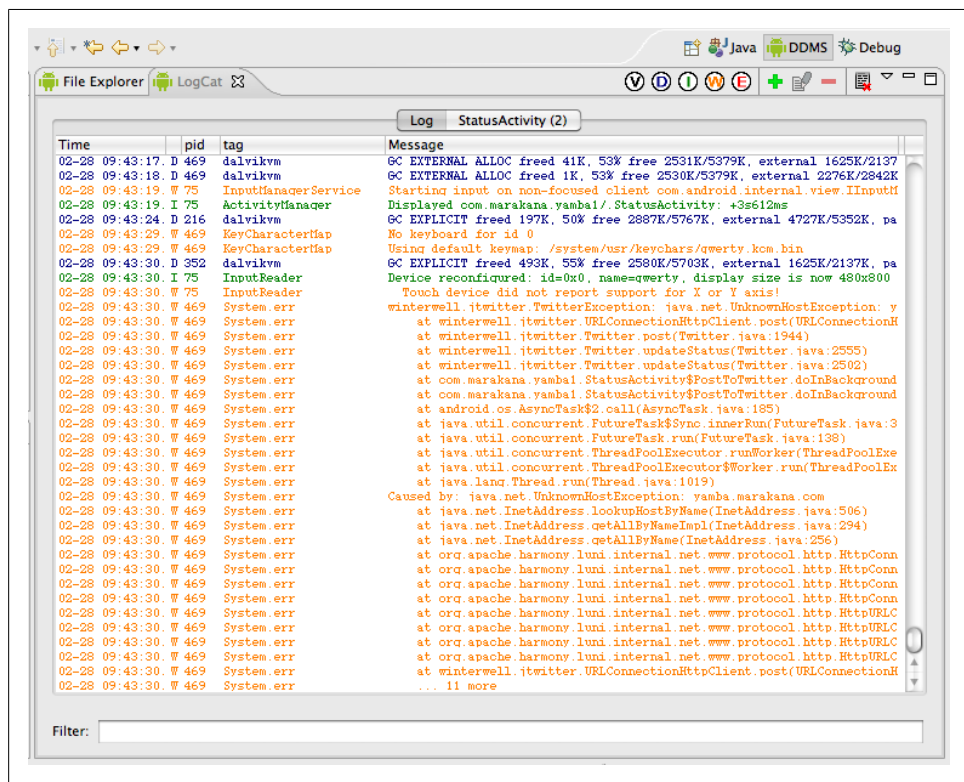 Java DDMS Debug
File Explorer LogCat
V D I W E
Log StatusActivity (2)
Time pid tag Message
02-28 09:43:17. D 469 dalvikvm GC EXTERNAL ALLOC freed 41K, 53% free 2531K/5379K, external 1625K/2137
02-28 09:43:18. D 469 dalvikvm GC EXTERNAL ALLOC freed 1K, 53% free 2530K/5379K, external 2276K/2842K
02-28 09:43:19. W 75 InputManagerService Starting input on non-focused client com.android.internal.view.IInputM
02-28 09:43:19. I 75 ActivityManager Displayed com.marakana.yamba1/.StatusActivity: +3s612ms
02-28 09:43:24. D 216 dalvikvm GC EXPLICIT freed 197K, 50% free 2887K/5767K, external 4727K/5352K, pa
02-28 09:43:29. W 469 KeyCharacterMap No keyboard for id 0
02-28 09:43:29. W 469 KeyCharacterMap Using default keymap: /system/usr/keychars/qwerty.kcm.bin
02-28 09:43:30. D 352 dalvikvm GC EXPLICIT freed 493K, 55% free 2580K/5703K, external 1625K/2137K, pa
02-28 09:43:30. I 75 InputReader Device reconfigured: id=0x0, name=qwerty, display size is now 480x800
02-28 09:43:30. W 75 InputReader Touch device did not report support for X or Y axis!
02-28 09:43:30. W 469 System.err winterwell.jtwitter.TwitterException: java.net.UnknownHostException: y
02-28 09:43:30. W 469 System.err at winterwell.jtwitter.URLConnectionHttpClient.post(URLConnectionH
02-28 09:43:30. W 469 System.err at winterwell.jtwitter.Twitter.post(Twitter.java:1944)
02-28 09:43:30. W 469 System.err at winterwell.jtwitter.Twitter.updateStatus(Twitter.java:2555)
02-28 09:43:30. W 469 System.err at winterwell.jtwitter.Twitter.updateStatus(Twitter.java:2502)
02-28 09:43:30. W 469 System.err at com.marakana.yamba1.StatusActivity$PostToTwitter.doInBackground
02-28 09:43:30. W 469 System.err at com.marakana.yamba1.StatusActivity$PostToTwitter.doInBackground
02-28 09:43:30. W 469 System.err at android.os.AsyncTask$2.call(AsyncTask.java:185)
02-28 09:43:30. W 469 System.err at java.util.concurrent.FutureTask$Sync.innerRun(FutureTask.java:3
02-28 09:43:30. W 469 System.err at java.util.concurrent.FutureTask.run(FutureTask.java:138)
02-28 09:43:30. W 469 System.err at java.util.concurrent.ThreadPoolExecutor.runWorker(ThreadPoolExe
02-28 09:43:30. W 469 System.err at java.util.concurrent.ThreadPoolExecutor$Worker.run(ThreadPoolEx
02-28 09:43:30. W 469 System.err at java.lang.Thread.run(Thread.java:1019)
02-28 09:43:30. W 469 System.err Caused by: java.net.UnknownHostException: yamba.marakana.com
02-28 09:43:30. W 469 System.err at java.net.InetAddress.lookupHostByName(InetAddress.java:506)
02-28 09:43:30. W 469 System.err at java.net.InetAddress.getAllByNameImpl(InetAddress.java:294)
02-28 09:43:30. W 469 System.err at java.net.InetAddress.getAllByName(InetAddress.java:256)
02-28 09:43:30. W 469 System.err at org.apache.harmony.luni.internal.net.www.protocol.http.HttpConn
02-28 09:43:30. W 469 System.err at org.apache.harmony.luni.internal.net.www.protocol.http.HttpConn
02-28 09:43:30. W 469 System.err at org.apache.harmony.luni.internal.net.www.protocol.http.HttpConn
02-28 09:43:30. W 469 System.err at org.apache.harmony.luni.internal.net.www.protocol.http.HttpConn
02-28 09:43:30. W 469 System.err at org.apache.harmony.luni.internal.net.www.protocol.http.HttpURLC
02-28 09:43:30. W 469 System.err at org.apache.harmony.luni.internal.net.www.protocol.http.HttpURLC
02-28 09:43:30. W 469 System.err at org.apache.harmony.luni.internal.net.www.protocol.http.HttpURLC
02-28 09:43:30. W 469 System.err at org.apache.harmony.luni.internal.net.www.protocol.http.HttpURLC
02-28 09:43:30. W 469 System.err at winterwell.jtwitter.URLConnectionHttpClient.post(URLConnectionH
02-28 09:43:30. W 469 System.err ... 11 more
Filter: